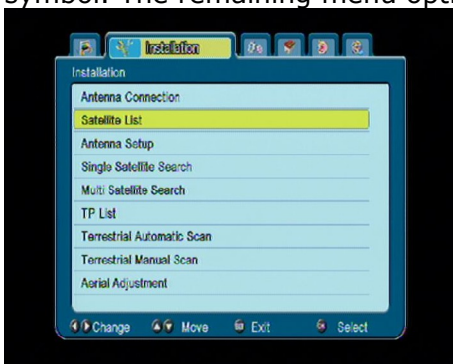 symbol. The remaining menu opti
Installation
Installation
Antenna Connection
Satellite List
Antenna Setup
Single Satellite Search
Multi Satellite Search
TP List
Terrestrial Automatic Scan
Terrestrial Manual Scan
Aerial Adjustment
Change Move Exit Select